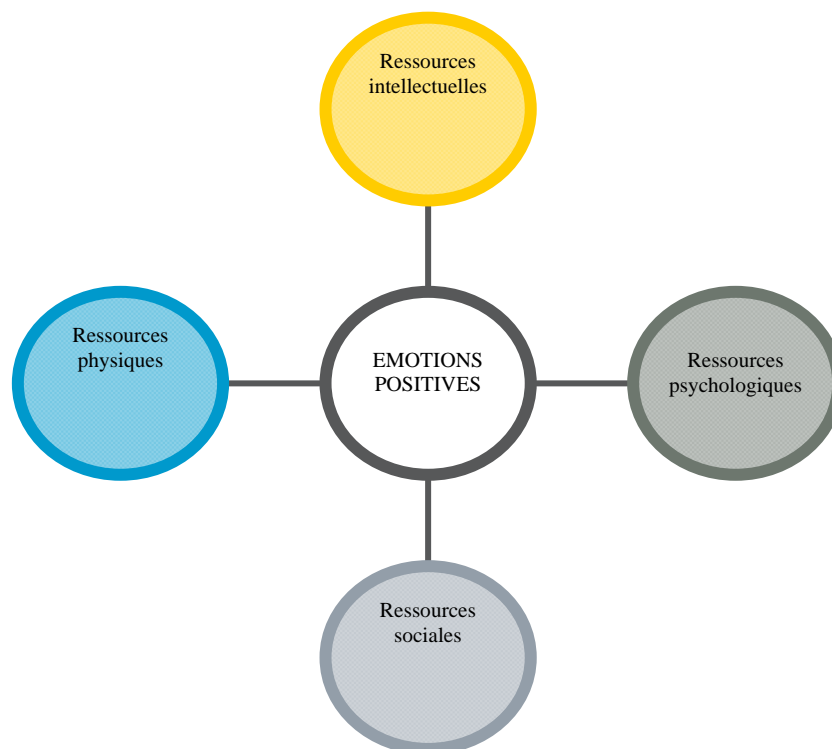 Ressources
intellectuelles
Ressources
physiques
EMOTIONS
POSITIVES
Ressources
psychologiques
Ressources
sociales